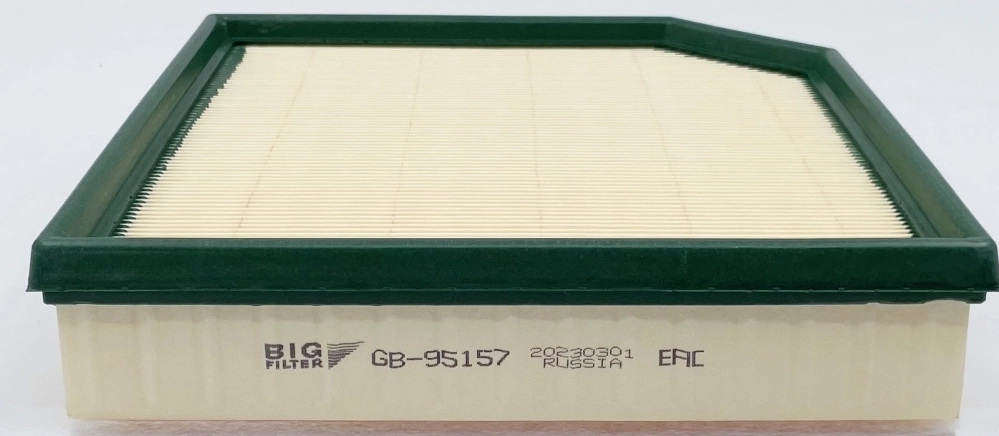 BIG
FILTER
GB-95157
20230301
RUSSIA
EAC